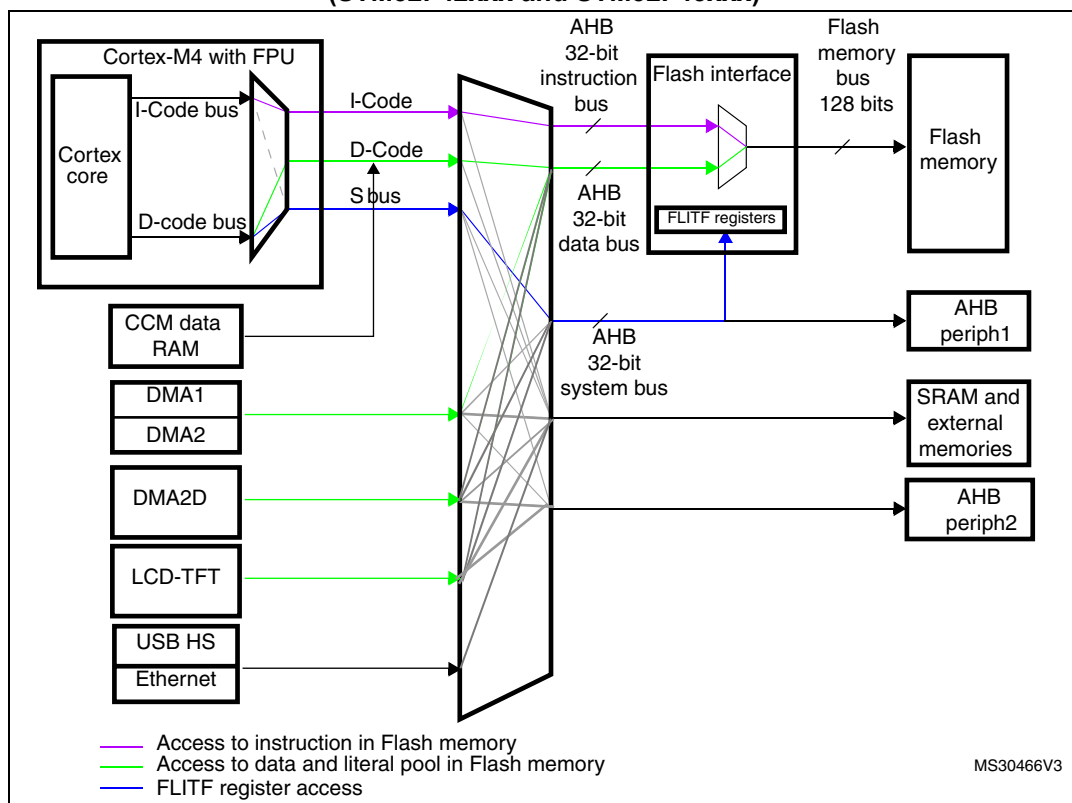 Cortex-M4 with FPU
Cortex
core
I-Code bus
D-code bus
I-Code
D-Code
S bus
AHB
32-bit
instruction
bus
AHB
32-bit
data bus
AHB
32-bit
system bus
Flash interface
FLITF registers
Flash
memory
bus
128 bits
Flash
memory
AHB
periph1
SRAM and
external
memories
AHB
periph2
CCM data
RAM
DMA1
DMA2
DMA2D
LCD-TFT
USB HS
Ethernet
Access to instruction in Flash memory
Access to data and literal pool in Flash memory
FLITF register access
MS30466V3